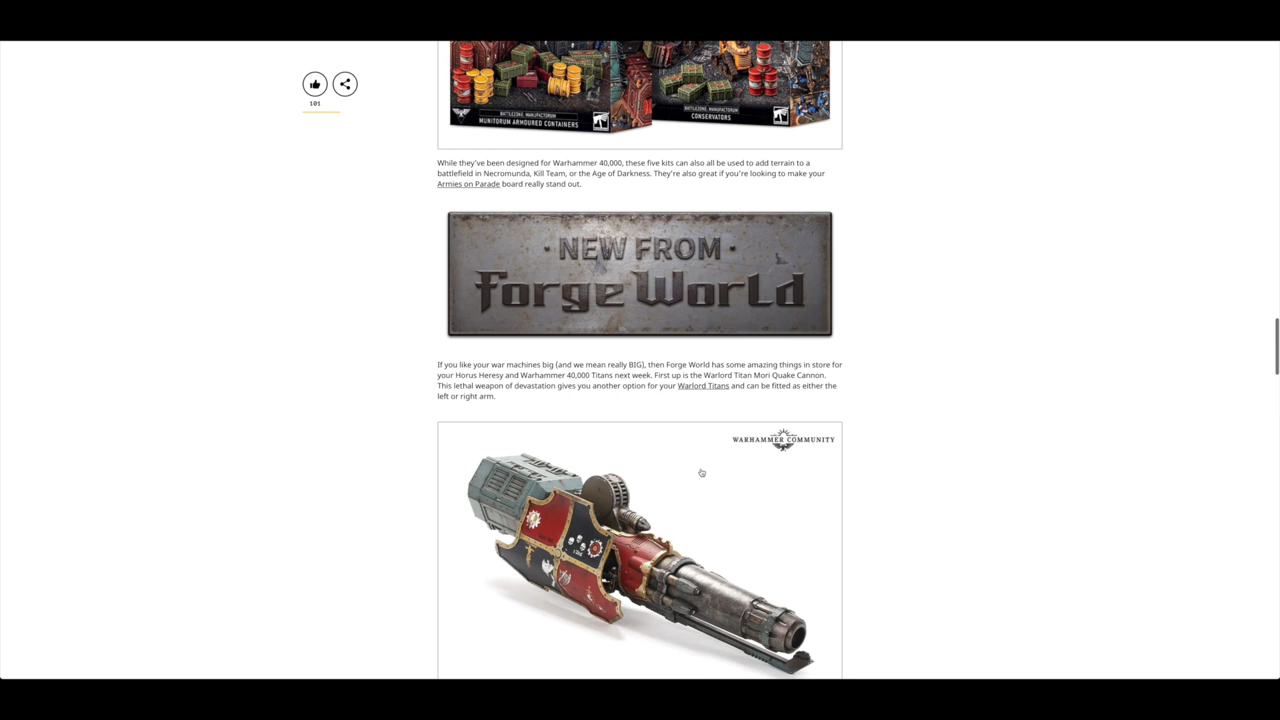 BATTLEZONE: MANUFACTORUM
MUNITORUM ARMOURED CONTAINERS
BATTLEZONE: MANUFACTORUM
CONSERVATORS
101
While they've been designed for Warhammer 40,000, these five kits can also all be used to add terrain to a
battlefield in Necromunda, Kill Team, or the Age of Darkness. They're also great if you're looking to make your
Armies on Parade board really stand out.
· NEW FROM ·
Forge World
If you like your war machines big (and we mean really BIG), then Forge World has some amazing things in store for
your Horus Heresy and Warhammer 40,000 Titans next week. First up is the Warlord Titan Mori Quake Cannon.
This lethal weapon of devastation gives you another option for your Warlord Titans and can be fitted as either the
left or right arm.
WARHAMMER COMMUNITY